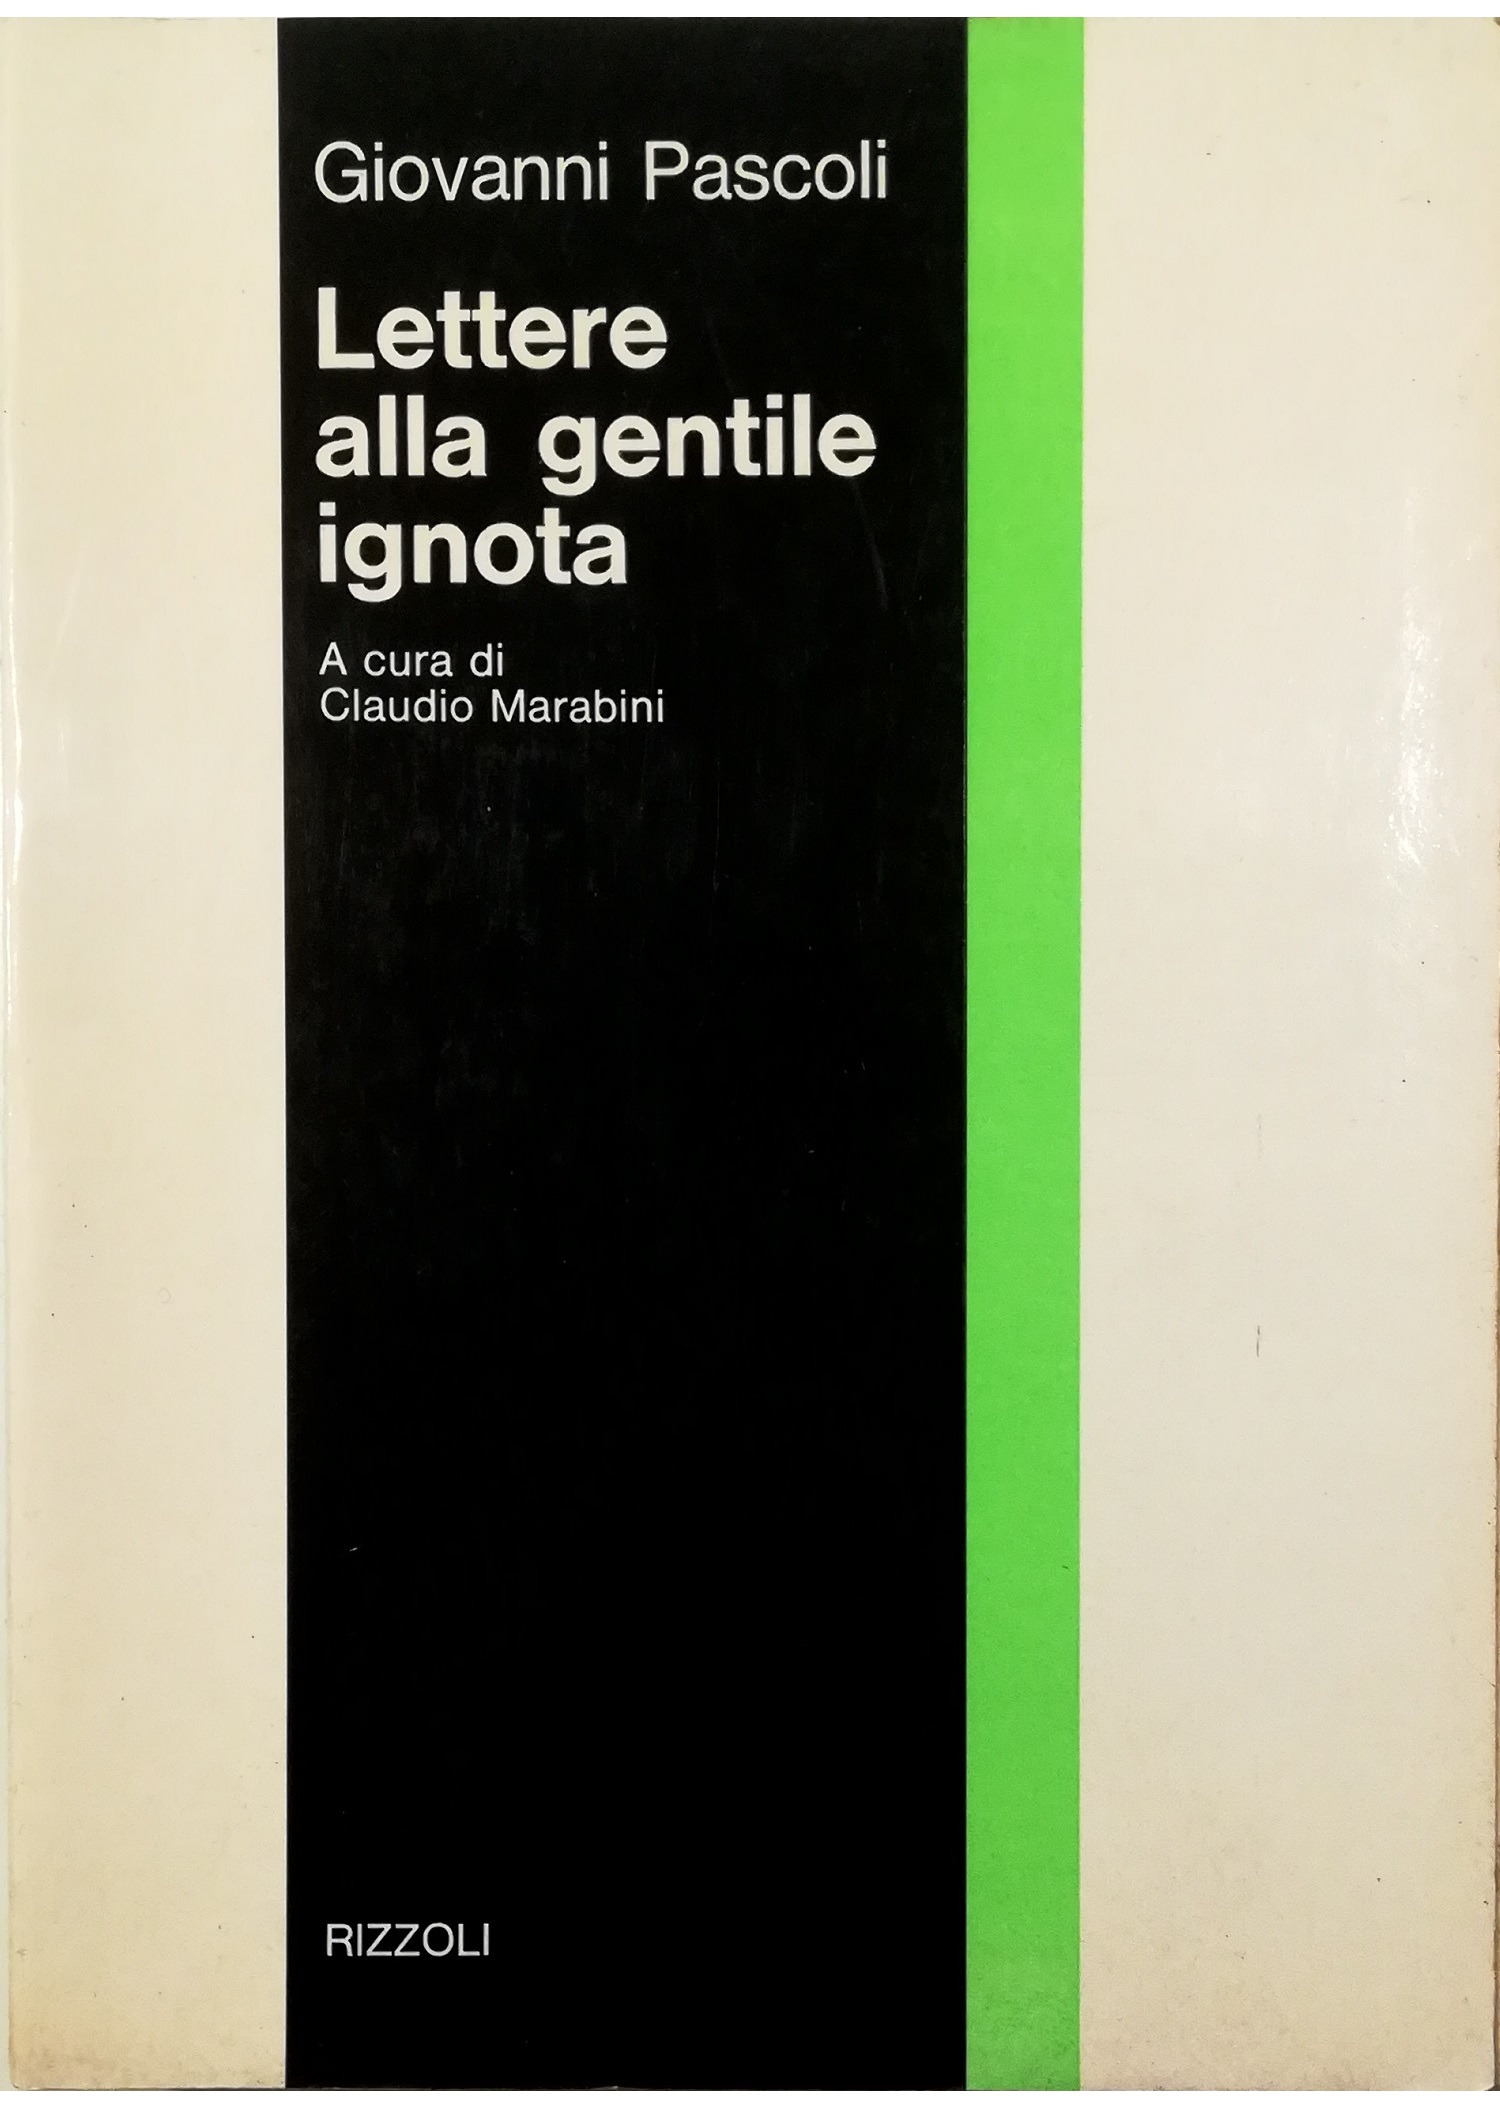 Giovanni Pascoli
Lettere
alla gentile
ignota
A cura di
Claudio Marabini
RIZZOLI